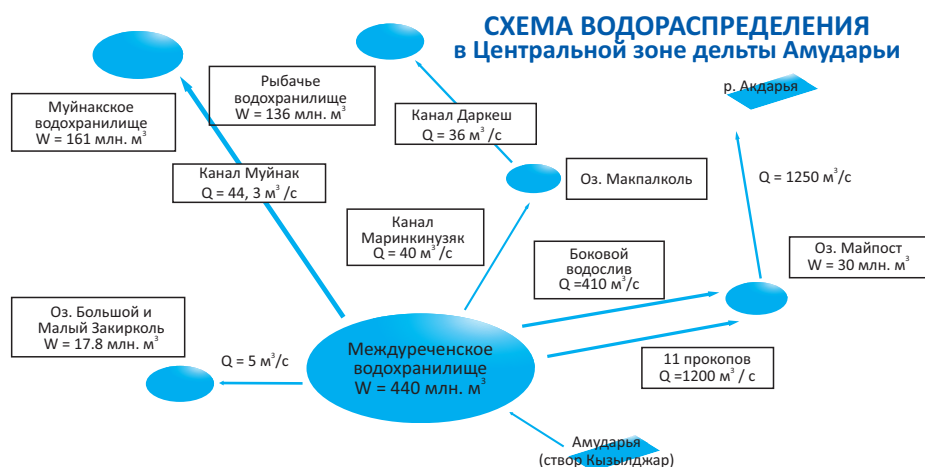 СХЕМА ВОДОРАСПРЕДЕЛЕНИЯ
в Центральной зоне дельты Амударьи
Муйнакское
водохранилище
W = 161 млн. м³
Рыбачье
водохранилище
W = 136 млн. м³
Канал Даркеш
Q = 36 м³/с
р. Акдарья
Канал Муйнак
Q = 44, 3 м³/с
Оз. Макпалколь
Q = 1250 м³/с
Канал
Маринкинузяк
Q = 40 м³/с
Боковой
водослив
Q =410 м³/с
Оз. Майпост
W = 30 млн. м³
Оз. Большой и
Малый Закирколь
W = 17.8 млн. м³
Q = 5 м³/с
Междуреченское
водохранилище
W = 440 млн. м³
11 прокопов
Q =1200 м³ / с
Амударья
(створ Кызылджар)